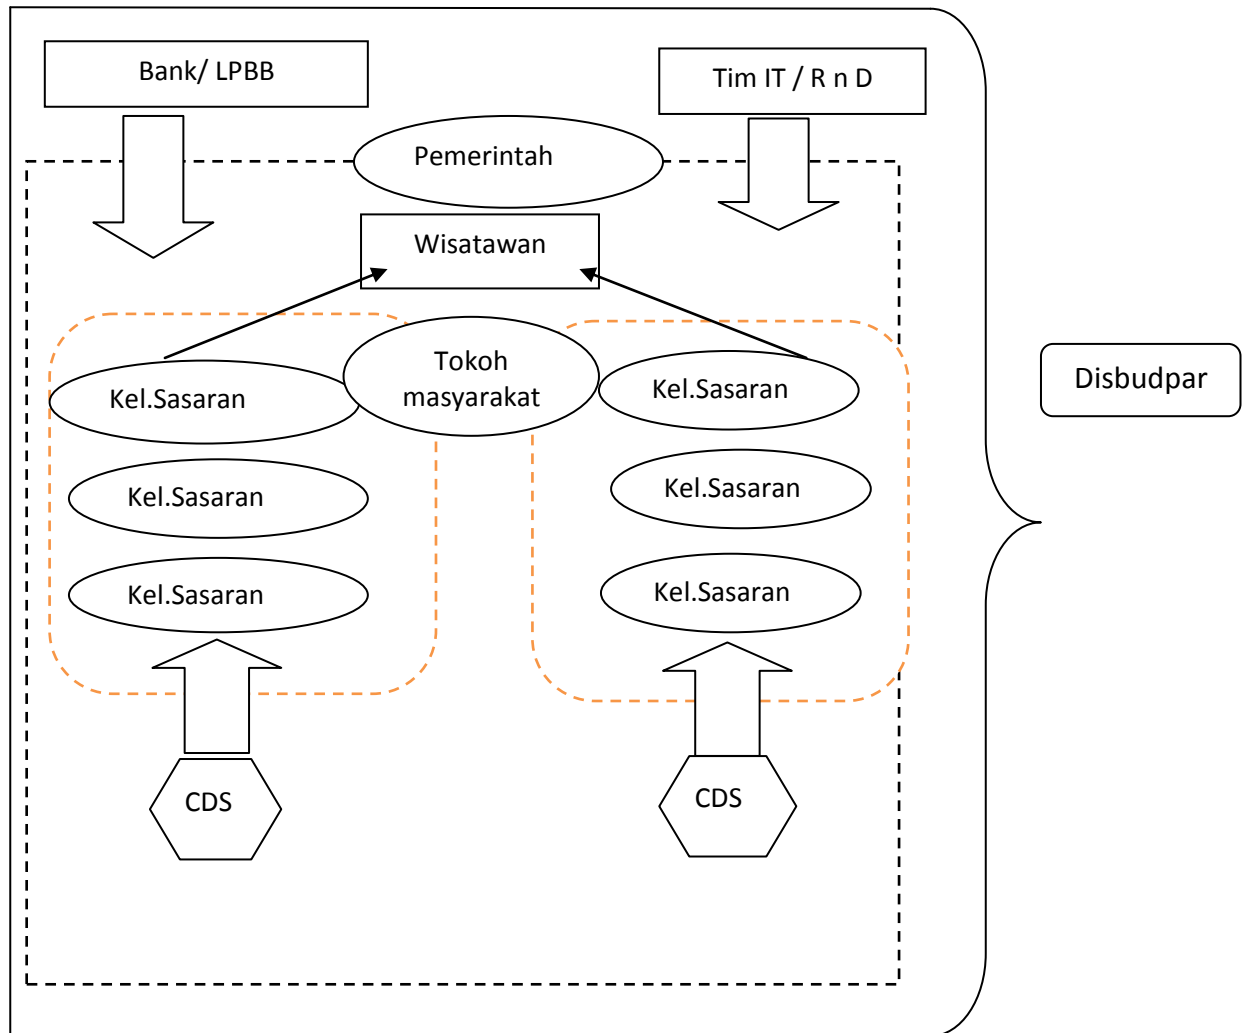 Bank/ LPBB
Tim IT / R n D
Pemerintah
Wisatawan
Tokoh
masyarakat
Kel.Sasaran
Kel.Sasaran
Disbudpar
Kel.Sasaran
Kel.Sasaran
Kel.Sasaran
Kel.Sasaran
CDS
CDS